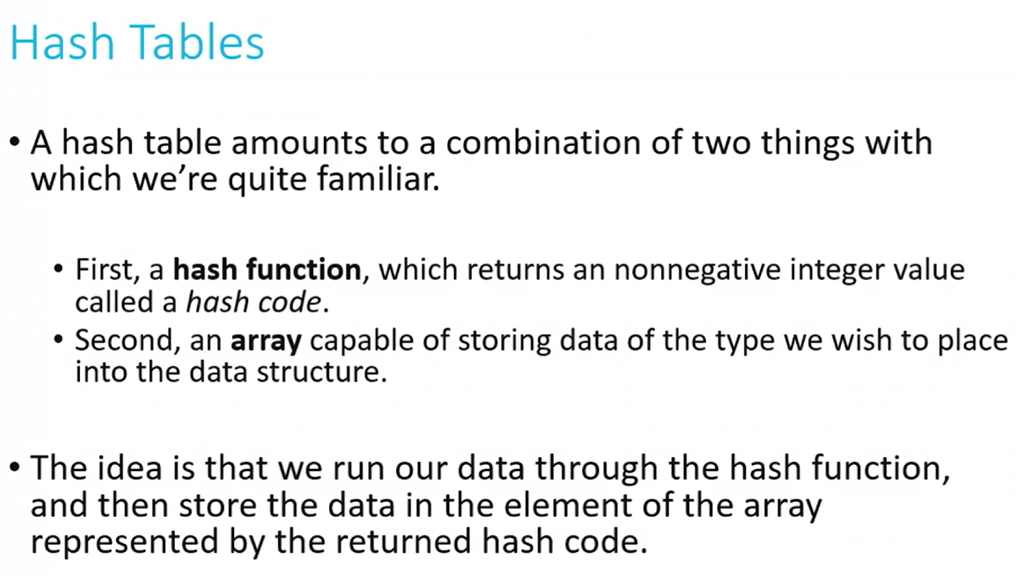 Hash Tables
• A hash table amounts to a combination of two things with
which we’re quite familiar.
• First, a hash function, which returns an nonnegative integer value
called a hash code.
• Second, an array capable of storing data of the type we wish to place
into the data structure.
• The idea is that we run our data through the hash function,
and then store the data in the element of the array
represented by the returned hash code.